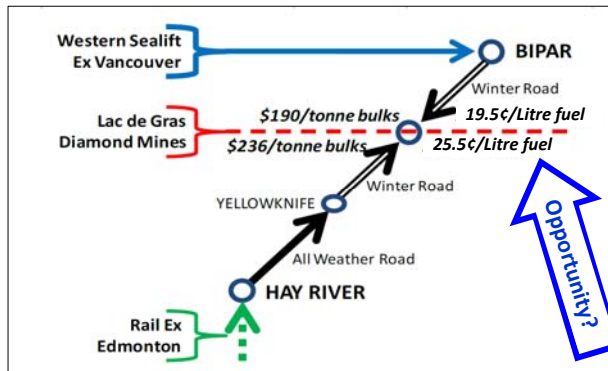 Western Sealift
Ex Vancouver
BIPAR
Winter Road
$190/tonne bulks
19.5¢/Litre fuel
Lac de Gras
Diamond Mines
$236/tonne bulks
25.5¢/Litre fuel
Winter Road
YELLOWKNIFE
All Weather Road
HAY RIVER
Rail Ex
Edmonton
Opportunity?